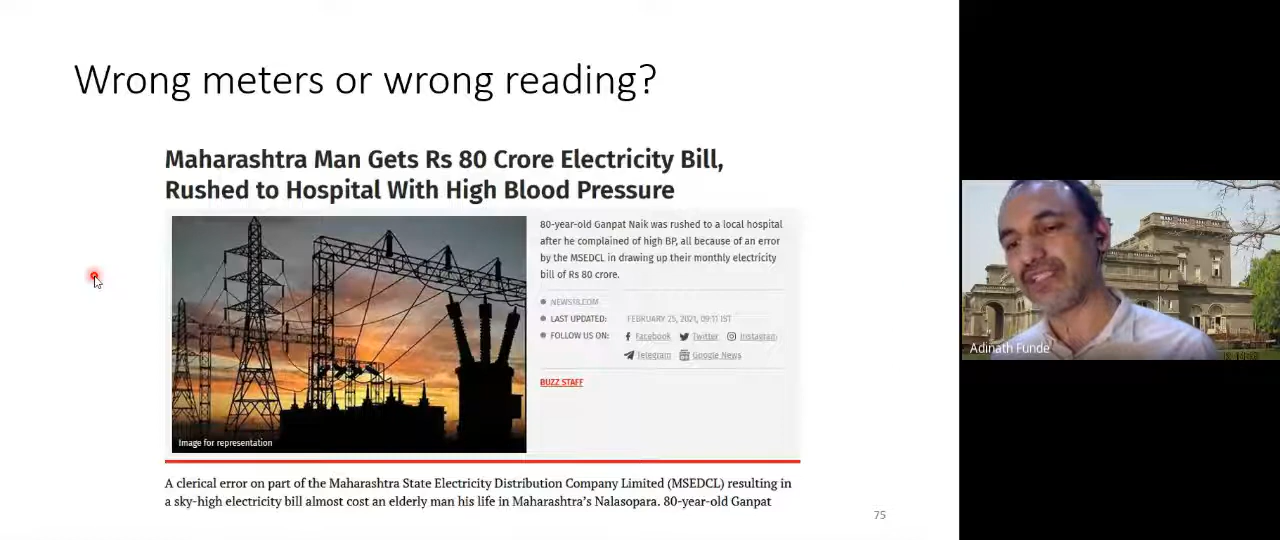 Wrong meters or wrong reading?
Maharashtra Man Gets Rs 80 Crore Electricity Bill,
Rushed to Hospital With High Blood Pressure
80-year-old Ganpat Naik was rushed to a local hospital
after he complained of high BP, all because of an error
by the MSEDCL in drawing up their monthly electricity
bill of Rs 80 crore.
NEWS18.COM
LAST UPDATED: FEBRUARY 25, 2021, 09:11 IST
FOLLOW US ON: Facebook Twitter Instagram
Telegram Google News
BUZZ STAFF
Image for representation
A clerical error on part of the Maharashtra State Electricity Distribution Company Limited (MSEDCL) resulting in
a sky-high electricity bill almost cost an elderly man his life in Maharashtra's Nalasopara. 80-year-old Ganpat
75
Adinath Funde